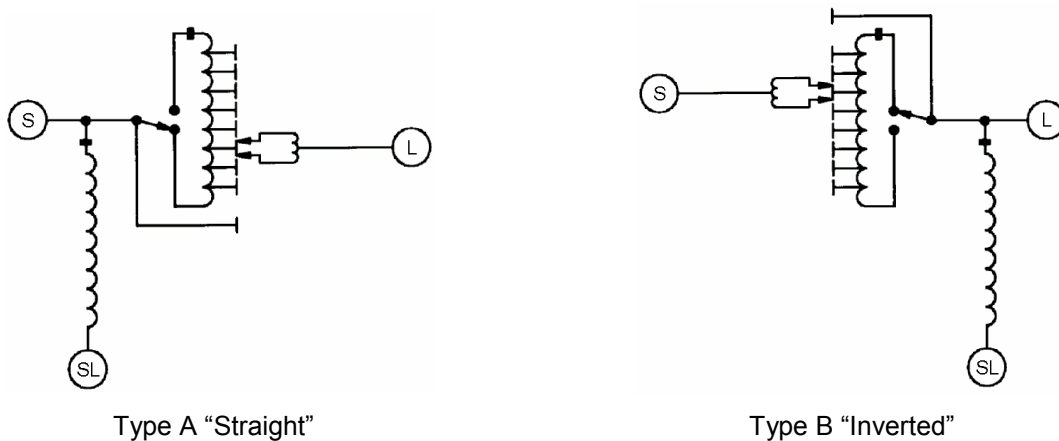 S
L
SL
Type A “Straight”
S
L
SL
Type B “Inverted”